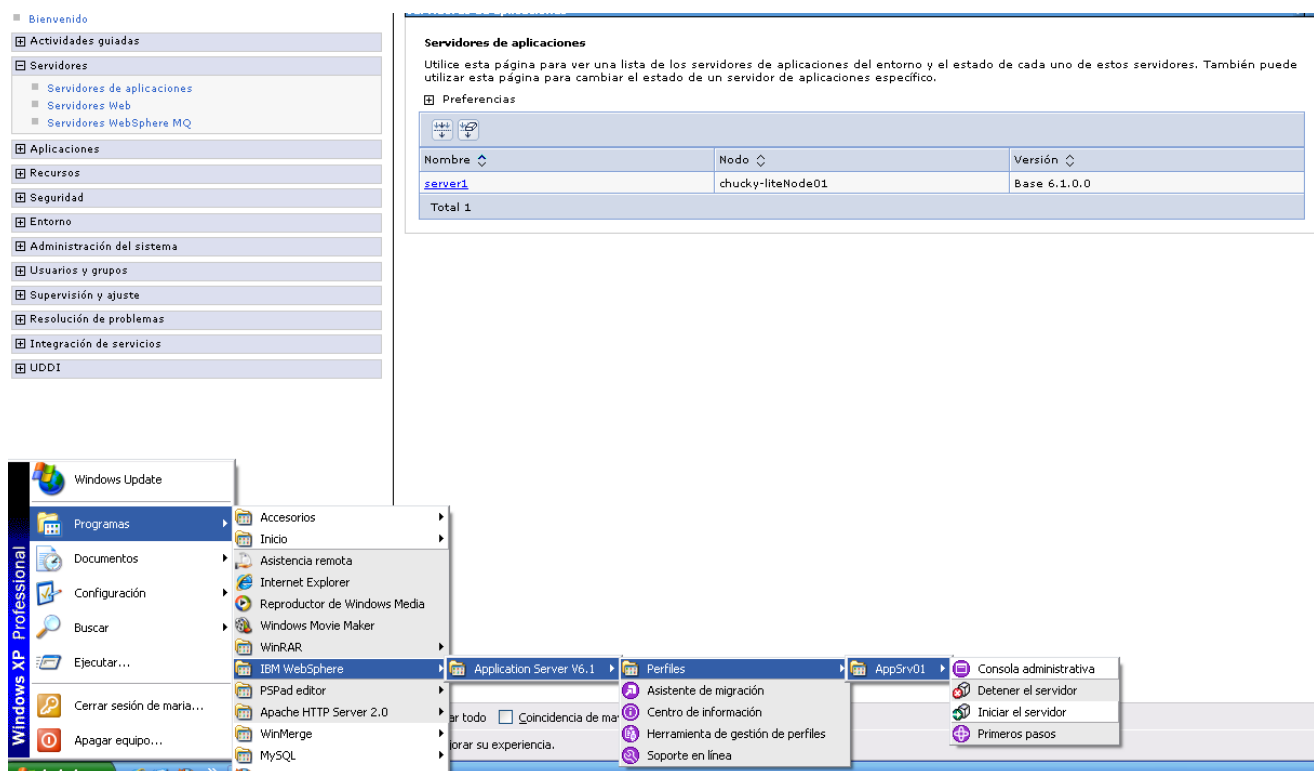 Bienvenido
Actividades guiadas
Servidores
Servidores de aplicaciones
Servidores Web
Servidores WebSphere MQ
Aplicaciones
Recursos
Seguridad
Entorno
Administración del sistema
Usuarios y grupos
Supervisión y ajuste
Resolución de problemas
Integración de servicios
UDDI
Servidores de aplicaciones
Utilice esta página para ver una lista de los servidores de aplicaciones del entorno y el estado de cada uno de estos servidores. También puede
utilizar esta página para cambiar el estado de un servidor de aplicaciones específico.
Preferencias
Nombre Nodo Versión
server1 chucky-liteNode01 Base 6.1.0.0
Total 1
Windows XP Professional
Windows Update
Programas
Documentos
Configuración
Buscar
Ejecutar...
Cerrar sesión de maria...
Apagar equipo...
Accesorios
Inicio
Asistencia remota
Internet Explorer
Reproductor de Windows Media
Windows Movie Maker
WinRAR
IBM WebSphere
PSPad editor
Apache HTTP Server 2.0
WinMerge
MySQL
Application Server V6.1
Perfiles
Asistente de migración
Centro de información
Herramienta de gestión de perfiles
Soporte en línea
AppSrv01
Consola administrativa
Detener el servidor
Iniciar el servidor
Primeros pasos
ar todo Coincidencia de ma
jorar su experiencia.